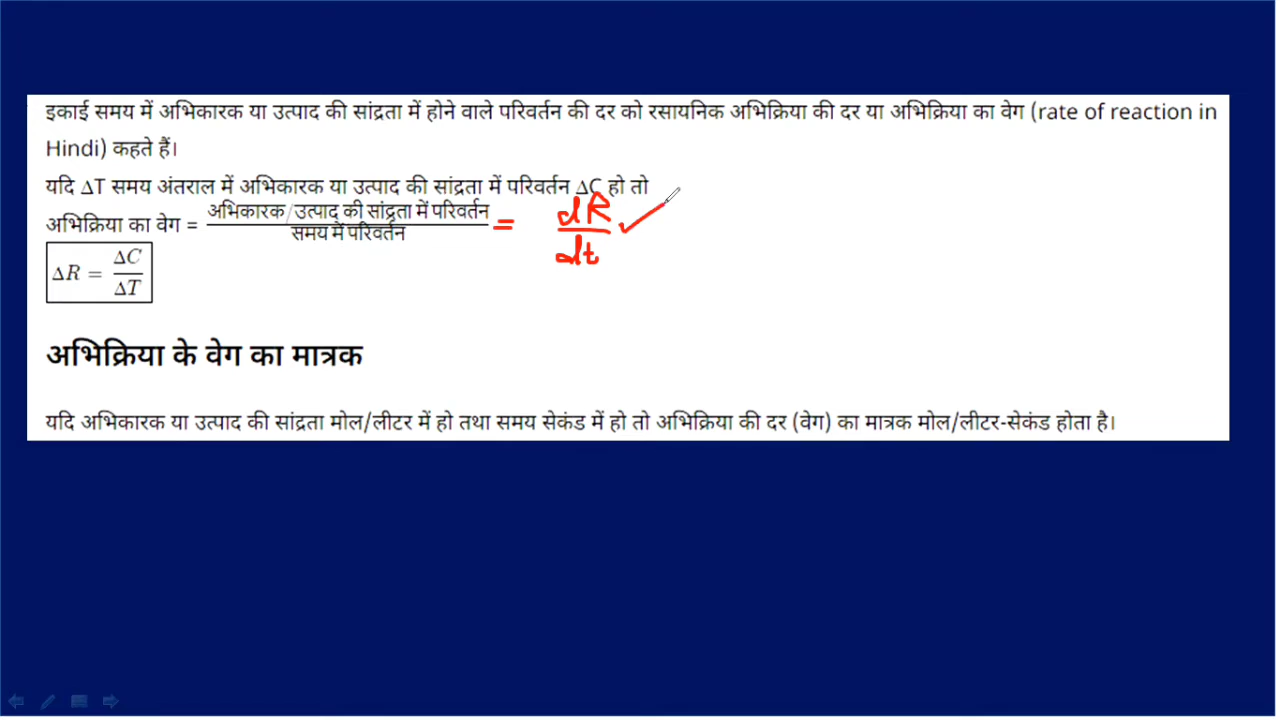 इकाई समय में अभिकारक या उत्पाद की सांद्रता में होने वाले परिवर्तन की दर को रसायनिक अभिक्रिया की दर या अभिक्रिया का वेग (rate of reaction in
Hindi) कहते हैं।
यदि ΔT समय अंतराल में अभिकारक या उत्पाद की सांद्रता में परिवर्तन ΔC हो तो
अभिक्रिया का वेग = अभिकारक/उत्पाद की सांद्रता में परिवर्तन / समय में परिवर्तन = dR/dt ✓
ΔR = ΔC/ΔT
अभिक्रिया के वेग का मात्रक
यदि अभिकारक या उत्पाद की सांद्रता मोल/लीटर में हो तथा समय सेकंड में हो तो अभिक्रिया की दर (वेग) का मात्रक मोल/लीटर-सेकंड होता है।